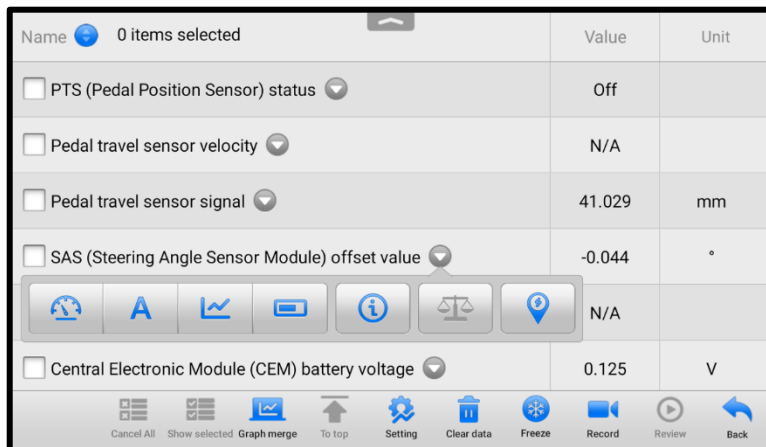 Name 0 items selected Value Unit
PTS (Pedal Position Sensor) status Off
Pedal travel sensor velocity N/A
Pedal travel sensor signal 41.029 mm
SAS (Steering Angle Sensor Module) offset value -0.044 °
A N/A
Central Electronic Module (CEM) battery voltage 0.125 V
Cancel All Show selected Graph merge To top Setting Clear data Freeze Record Review Back